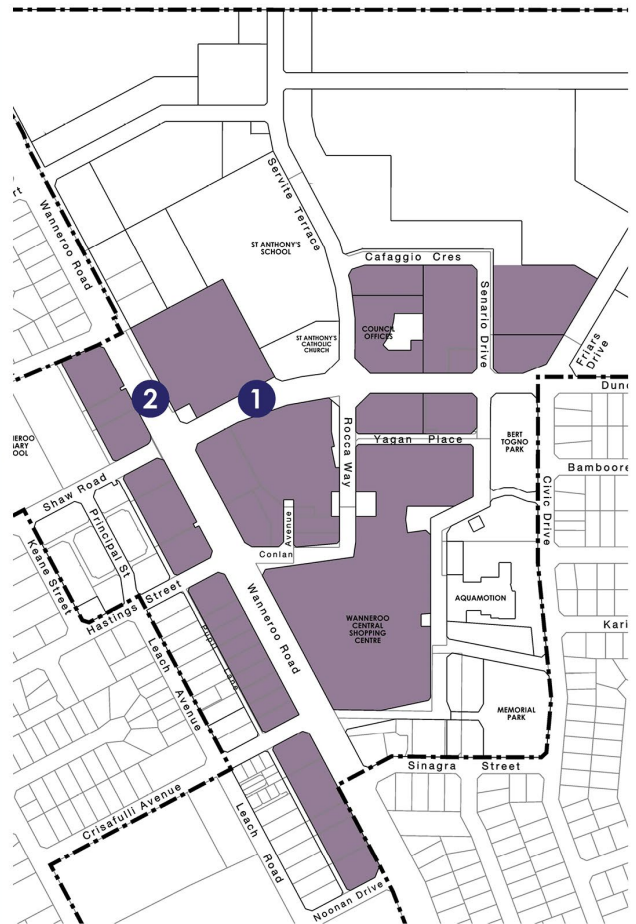 Wanneroo Road
Servite Terrace
ST ANTHONY'S
SCHOOL
Cafaggio Cres
Senario Drive
COUNCIL
OFFICES
ST ANTHONY'S
CATHOLIC
CHURCH
Friars
Drive
2
1
Rocca Way
Yagan Place
BERT
TOGNO
PARK
Bamboore
Civic Drive
Shaw Road
Principal St
Keane Street
Hastings Street
Conlan
Avenue
Wanneroo Road
AQUAMOTION
WANNEROO
CENTRAL
SHOPPING
CENTRE
Leach Avenue
Lane
Kari
MEMORIAL
PARK
Sinagra Street
Crisafulli Avenue
Leach Road
Noonan Drive